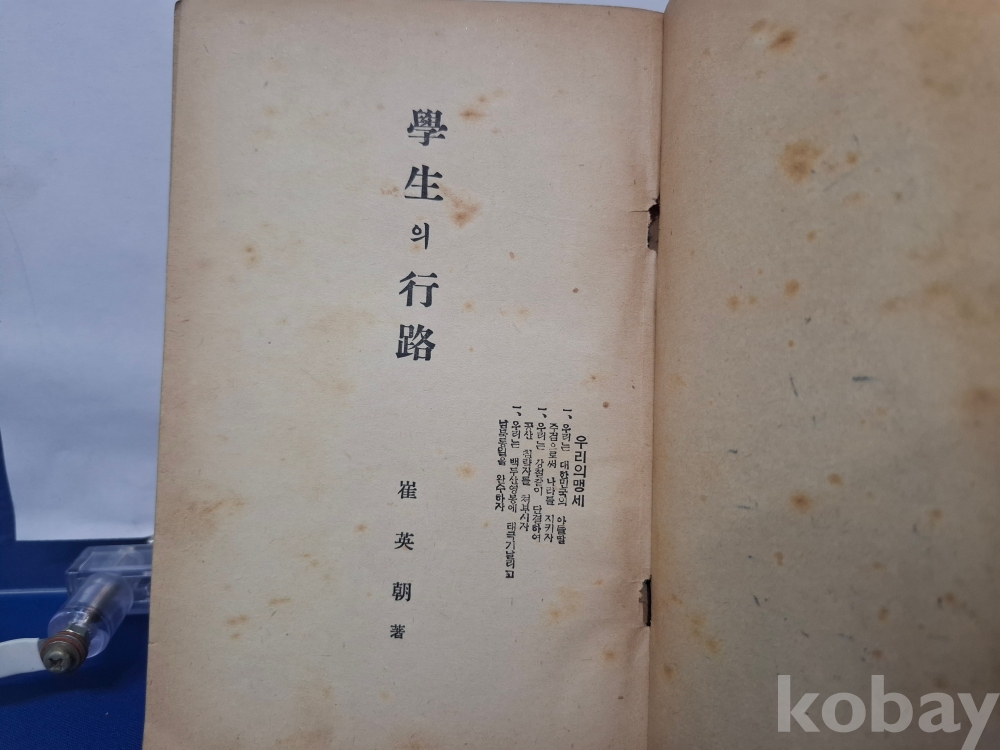 學生의行路
崔英朝 著
우리의맹세
一, 우리는 대한민국의 아들딸
주검으로써 나라를 지키자
一, 우리는 강철같이 단결하여
공산 침략자를 쳐부시자
一, 우리는 백두산영봉에 태극기날리고
남북통일을 완수하자
kobay